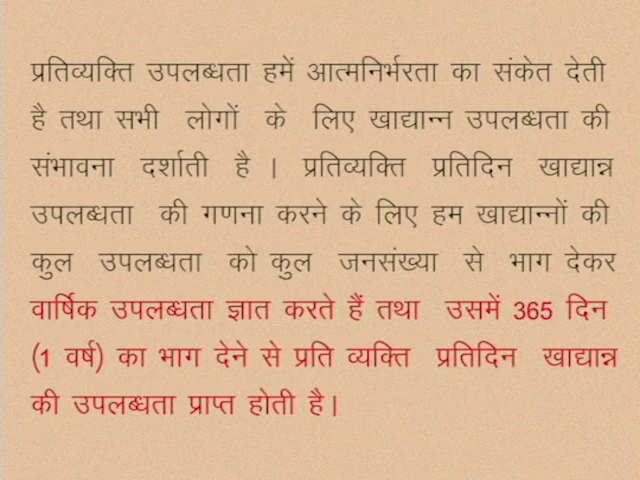 प्रतिव्यक्ति उपलब्धता हमें आत्मनिर्भरता का संकेत देती
है तथा सभी लोगों के लिए खाद्यान्न उपलब्धता की
संभावना दर्शाती है । प्रतिव्यक्ति प्रतिदिन खाद्यान्न
उपलब्धता की गणना करने के लिए हम खाद्यान्नों की
कुल उपलब्धता को कुल जनसंख्या से भाग देकर
वार्षिक उपलब्धता ज्ञात करते हैं तथा उसमें 365 दिन
(1 वर्ष) का भाग देने से प्रति व्यक्ति प्रतिदिन खाद्यान्न
की उपलब्धता प्राप्त होती है ।